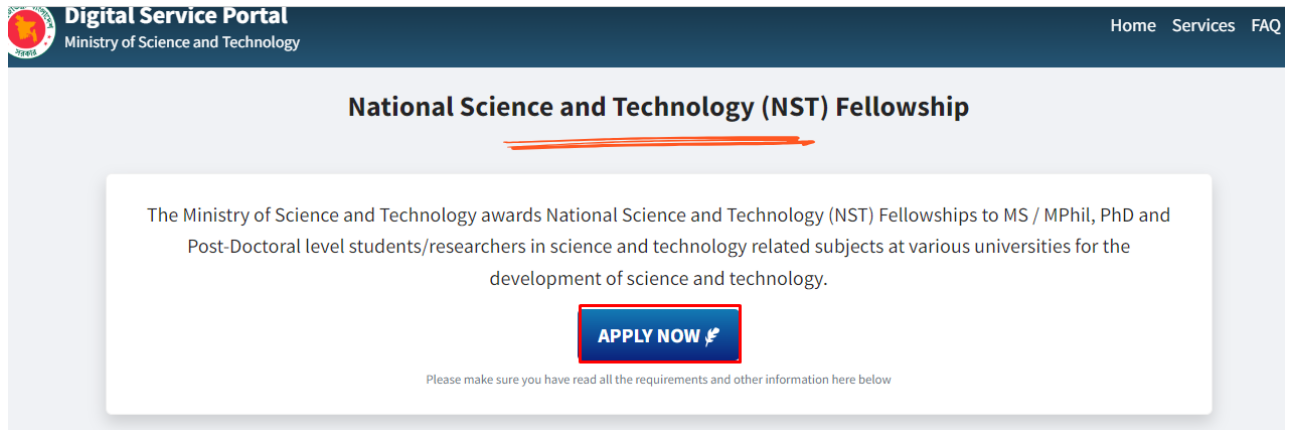 Digital Service Portal
Ministry of Science and Technology
Home Services FAQ
National Science and Technology (NST) Fellowship
The Ministry of Science and Technology awards National Science and Technology (NST) Fellowships to MS / MPhil, PhD and
Post-Doctoral level students/researchers in science and technology related subjects at various universities for the
development of science and technology.
APPLY NOW
Please make sure you have read all the requirements and other information here below